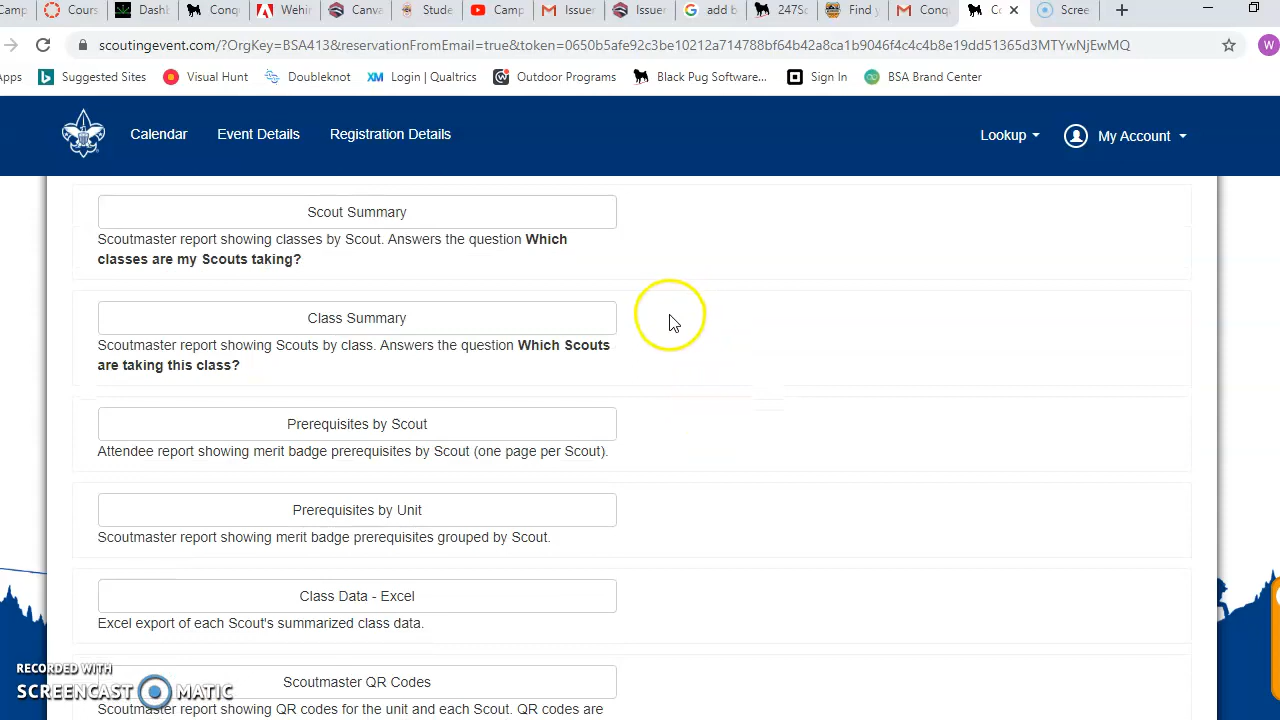 Camp Cours Dashb Conq Wehir Canva Stude Camp Issuer Issuer add b 247Sc Find y Conq Co Scree
scoutingevent.com/?OrgKey=BSA413&reservationFromEmail=true&token=0650b5afe92c3be10212a714788bf64b42a8ca1b9046f4c4c4b8e19dd51365d3MTYwNjEwMQ
W
Apps Suggested Sites Visual Hunt Doubleknot Login | Qualtrics Outdoor Programs Black Pug Software... Sign In BSA Brand Center
Calendar Event Details Registration Details Lookup My Account
Scout Summary
Scoutmaster report showing classes by Scout. Answers the question Which
classes are my Scouts taking?
Class Summary
Scoutmaster report showing Scouts by class. Answers the question Which Scouts
are taking this class?
Prerequisites by Scout
Attendee report showing merit badge prerequisites by Scout (one page per Scout).
Prerequisites by Unit
Scoutmaster report showing merit badge prerequisites grouped by Scout.
Class Data - Excel
Excel export of each Scout's summarized class data.
Scoutmaster QR Codes
Scoutmaster report showing QR codes for the unit and each Scout. QR codes are
RECORDED WITH
SCREENCAST MATIC